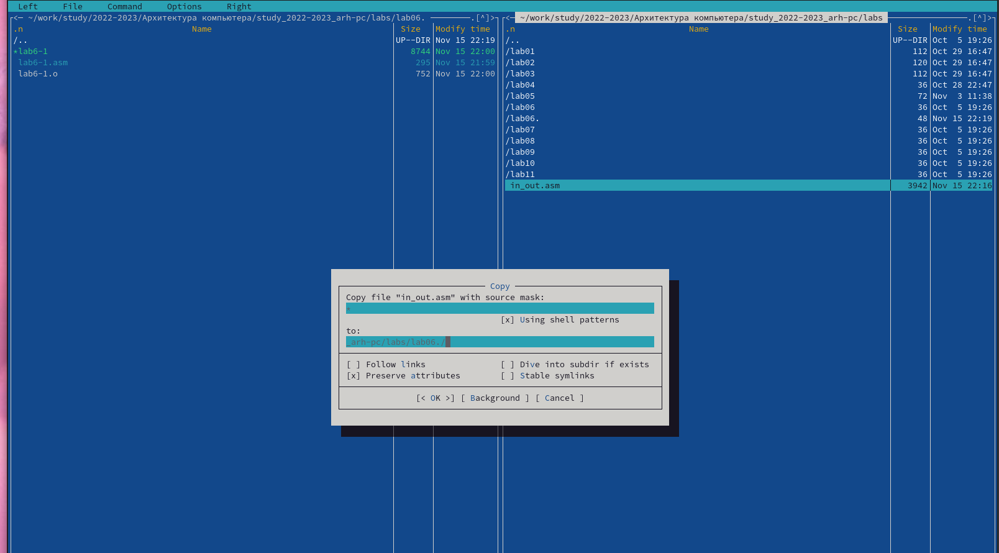 Left File Command Options Right
<— ~/work/study/2022-2023/Архитектура компьютера/study_2022-2023_arh-pc/labs/lab06. .[^]>
.n Name Size Modify time
/.. UP--DIR Nov 15 22:19
*lab6-1 8744 Nov 15 22:00
lab6-1.asm 295 Nov 15 21:59
lab6-1.o 752 Nov 15 22:00
<— ~/work/study/2022-2023/Архитектура компьютера/study_2022-2023_arh-pc/labs .[^]>
.n Name Size Modify time
/.. UP--DIR Oct 5 19:26
/lab01 112 Oct 29 16:47
/lab02 120 Oct 29 16:47
/lab03 112 Oct 29 16:47
/lab04 36 Oct 28 22:47
/lab05 72 Nov 3 11:38
/lab06 36 Oct 5 19:26
/lab06. 48 Nov 15 22:19
/lab07 36 Oct 5 19:26
/lab08 36 Oct 5 19:26
/lab09 36 Oct 5 19:26
/lab10 36 Oct 5 19:26
/lab11 36 Oct 5 19:26
in_out.asm 3942 Nov 15 22:16
Copy
Copy file "in_out.asm" with source mask:
*
[x] Using shell patterns
to:
_arh-pc/labs/lab06./
[ ] Follow links [ ] Dive into subdir if exists
[x] Preserve attributes [ ] Stable symlinks
[< OK >] [ Background ] [ Cancel ]